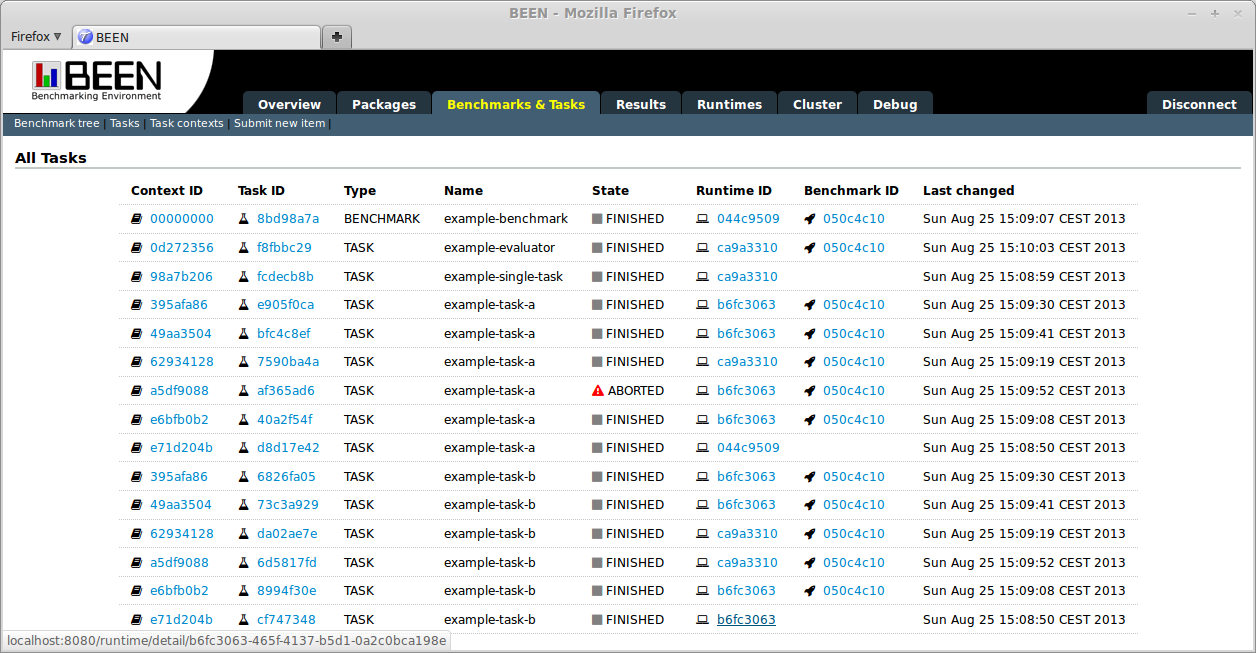 BEEN - Mozilla Firefox
Firefox
BEEN
BEEN
Benchmarking Environment
Overview Packages Benchmarks & Tasks Results Runtimes Cluster Debug Disconnect
Benchmark tree | Tasks | Task contexts | Submit new item |
All Tasks
Context ID Task ID Type Name State Runtime ID Benchmark ID Last changed
00000000 8bd98a7a BENCHMARK example-benchmark FINISHED 044c9509 050c4c10 Sun Aug 25 15:09:07 CEST 2013
0d272356 f8fbbc29 TASK example-evaluator FINISHED ca9a3310 050c4c10 Sun Aug 25 15:10:03 CEST 2013
98a7b206 fcdecb8b TASK example-single-task FINISHED ca9a3310 Sun Aug 25 15:08:59 CEST 2013
395afa86 e905f0ca TASK example-task-a FINISHED b6fc3063 050c4c10 Sun Aug 25 15:09:30 CEST 2013
49aa3504 bfc4c8ef TASK example-task-a FINISHED b6fc3063 050c4c10 Sun Aug 25 15:09:41 CEST 2013
62934128 7590ba4a TASK example-task-a FINISHED ca9a3310 050c4c10 Sun Aug 25 15:09:19 CEST 2013
a5df9088 af365ad6 TASK example-task-a ABORTED b6fc3063 050c4c10 Sun Aug 25 15:09:52 CEST 2013
e6bfb0b2 40a2f54f TASK example-task-a FINISHED b6fc3063 050c4c10 Sun Aug 25 15:09:08 CEST 2013
e71d204b d8d17e42 TASK example-task-a FINISHED 044c9509 Sun Aug 25 15:08:50 CEST 2013
395afa86 6826fa05 TASK example-task-b FINISHED b6fc3063 050c4c10 Sun Aug 25 15:09:30 CEST 2013
49aa3504 73c3a929 TASK example-task-b FINISHED b6fc3063 050c4c10 Sun Aug 25 15:09:41 CEST 2013
62934128 da02ae7e TASK example-task-b FINISHED ca9a3310 050c4c10 Sun Aug 25 15:09:19 CEST 2013
a5df9088 6d5817fd TASK example-task-b FINISHED ca9a3310 050c4c10 Sun Aug 25 15:09:52 CEST 2013
e6bfb0b2 8994f30e TASK example-task-b FINISHED b6fc3063 050c4c10 Sun Aug 25 15:09:08 CEST 2013
e71d204b cf747348 TASK example-task-b FINISHED b6fc3063 Sun Aug 25 15:08:50 CEST 2013
localhost:8080/runtime/detail/b6fc3063-465f-4137-b5d1-0a2c0bca198e